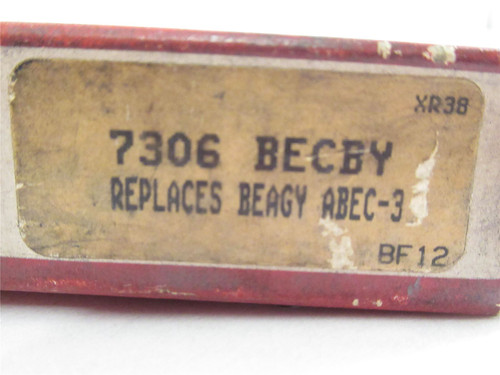 XR38
7306 BECBY
REPLACES BEAGY ABEC-3
BF12